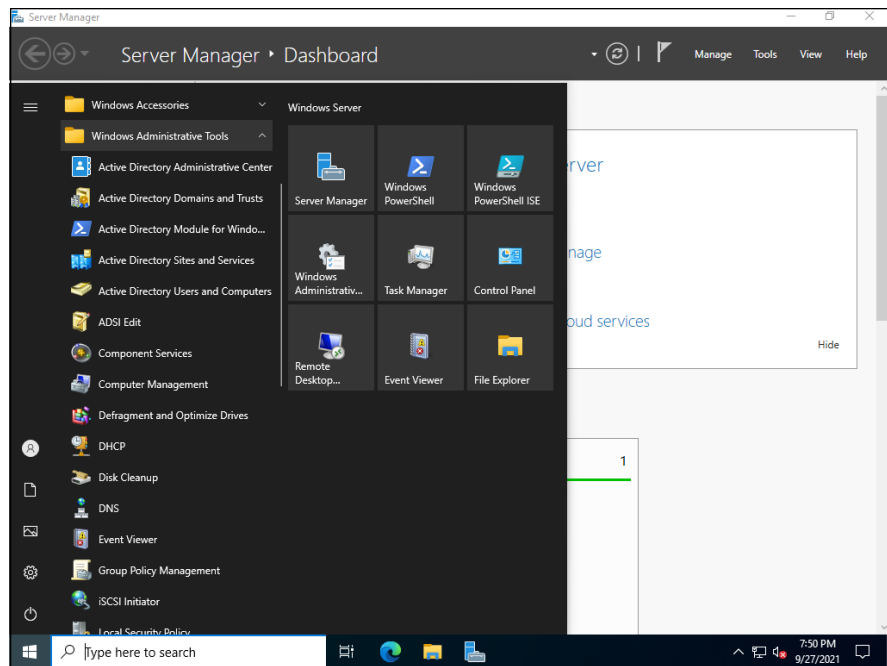 Server Manager
Server Manager • Dashboard
Manage Tools View Help
Windows Accessories
Windows Administrative Tools
Active Directory Administrative Center
Active Directory Domains and Trusts
Active Directory Module for Windo...
Active Directory Sites and Services
Active Directory Users and Computers
ADSI Edit
Component Services
Computer Management
Defragment and Optimize Drives
DHCP
Disk Cleanup
DNS
Event Viewer
Group Policy Management
iSCSI Initiator
Local Security Policy
Windows Server
Server Manager
Windows
PowerShell
Windows
PowerShell ISE
Windows
Administrativ...
Task Manager
Control Panel
Remote
Desktop...
Event Viewer
File Explorer
rver
nage
oud services
Hide
1
Type here to search
7:50 PM
9/27/2021